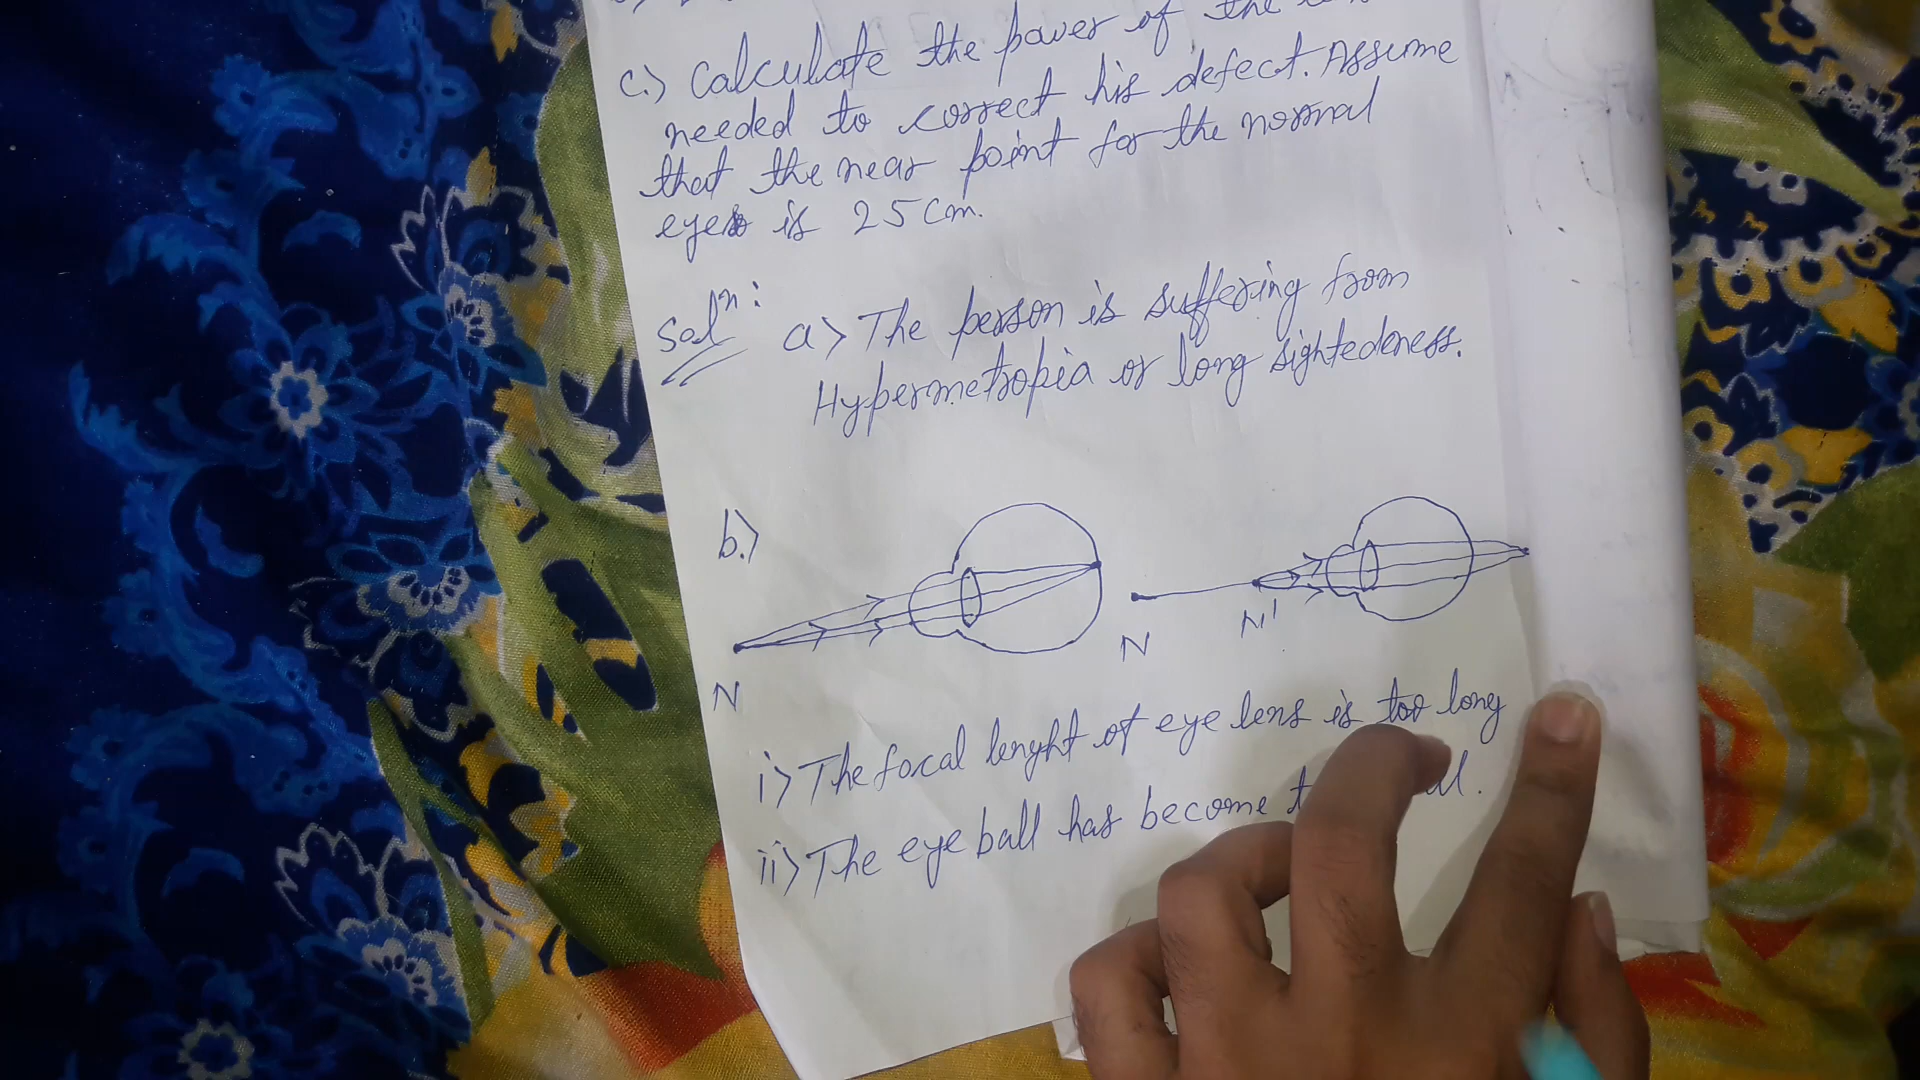 c.) Calculate the power of the
needed to correct his defect. Assume
that the near point for the normal
eyes is 25 cm.
Solⁿ: a> The person is suffering from
Hypermetropia or long sightedeness.
b.)
N
N
N'
i> The focal lenght of eye lens is too long
ii> The eye ball has become